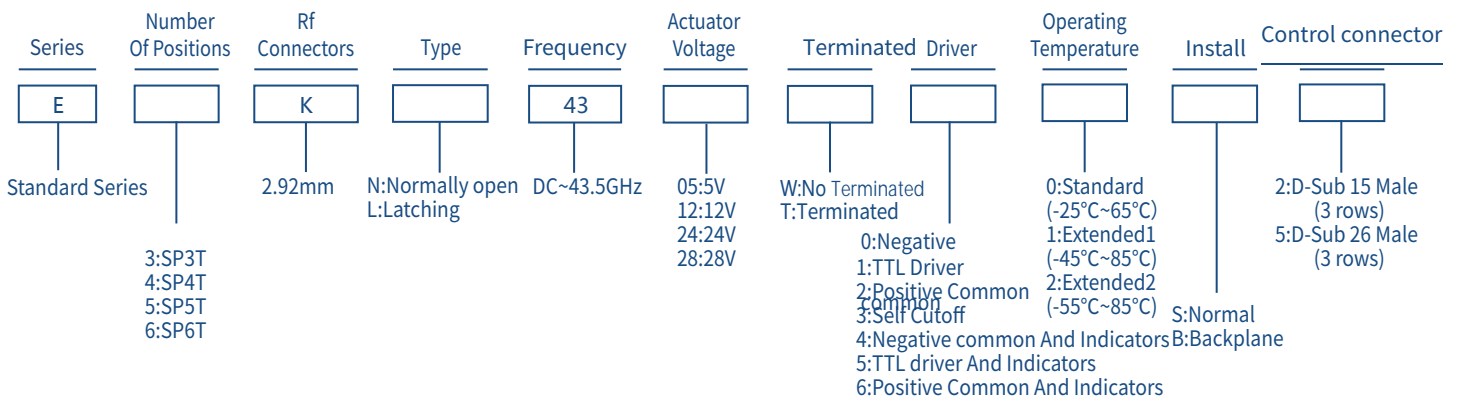 Series
Number
Of Positions
Rf
Connectors
Type
Frequency
Actuator
Voltage
Terminated
Driver
Operating
Temperature
Install
Control connector
E
K
43
Standard Series
3:SP3T
4:SP4T
5:SP5T
6:SP6T
2.92mm
N:Normally open
L:Latching
DC~43.5GHz
05:5V
12:12V
24:24V
28:28V
W:No Terminated
T:Terminated
0:Negative
common
1:TTL Driver
2:Positive Common
3:Self Cutoff
4:Negative common And Indicators
5:TTL driver And Indicators
6:Positive Common And Indicators
0:Standard
(-25°C~65°C)
1:Extended1
(-45°C~85°C)
2:Extended2
(-55°C~85°C)
S:Normal
B:Backplane
2:D-Sub 15 Male
(3 rows)
5:D-Sub 26 Male
(3 rows)